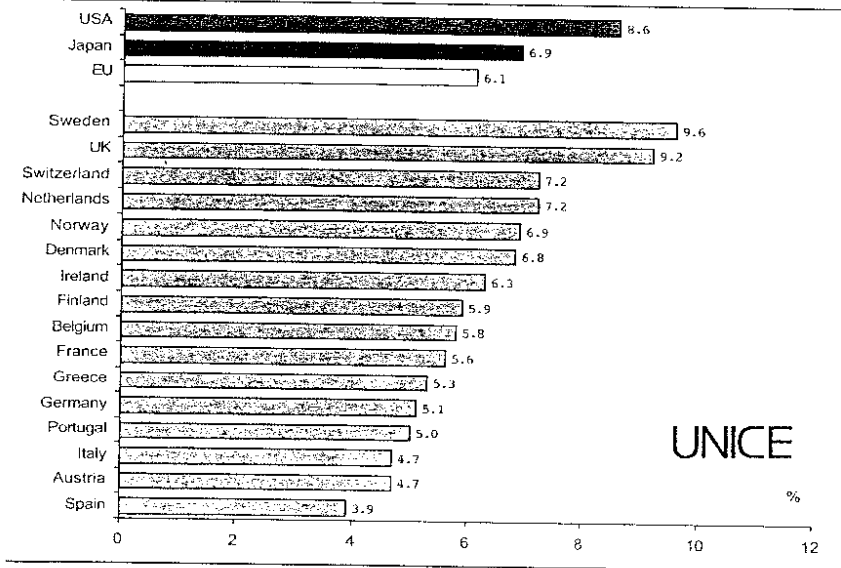 USA 8.6
Japan 6.9
EU 6.1
Sweden 9.6
UK 9.2
Switzerland 7.2
Netherlands 7.2
Norway 6.9
Denmark 6.8
Ireland 6.3
Finland 5.9
Belgium 5.8
France 5.6
Greece 5.3
Germany 5.1
Portugal 5.0
Italy 4.7
Austria 4.7
Spain 3.9
UNICE
%
0 2 4 6 8 10 12